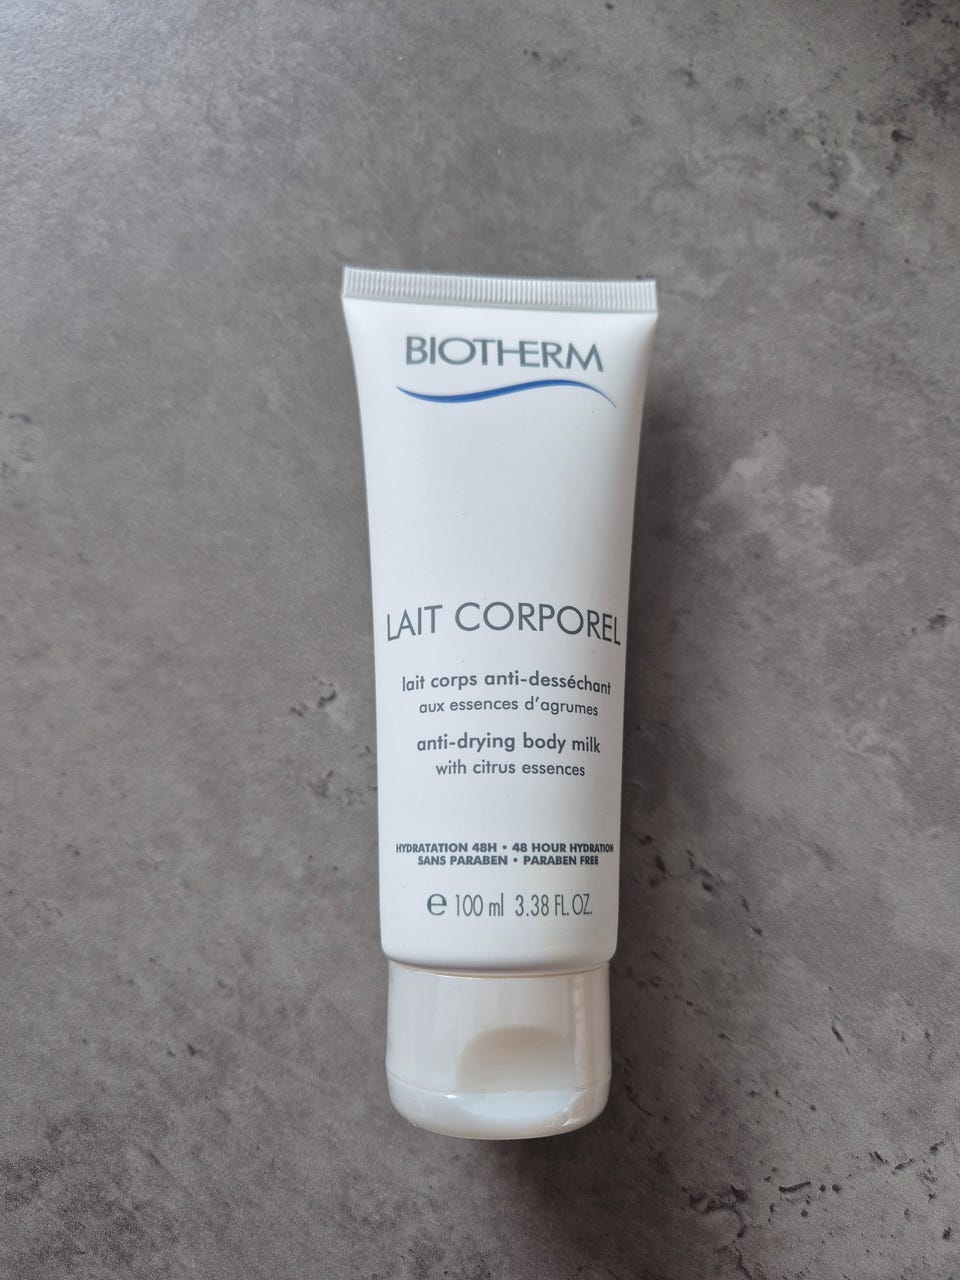 BIOTHERM
LAIT CORPOREL
lait corps anti-desséchant
aux essences d'agrumes
anti-drying body milk
with citrus essences
HYDRATATION 48H • 48 HOUR HYDRATION
SANS PARABEN • PARABEN FREE
e 100 ml 3.38 FL. OZ.